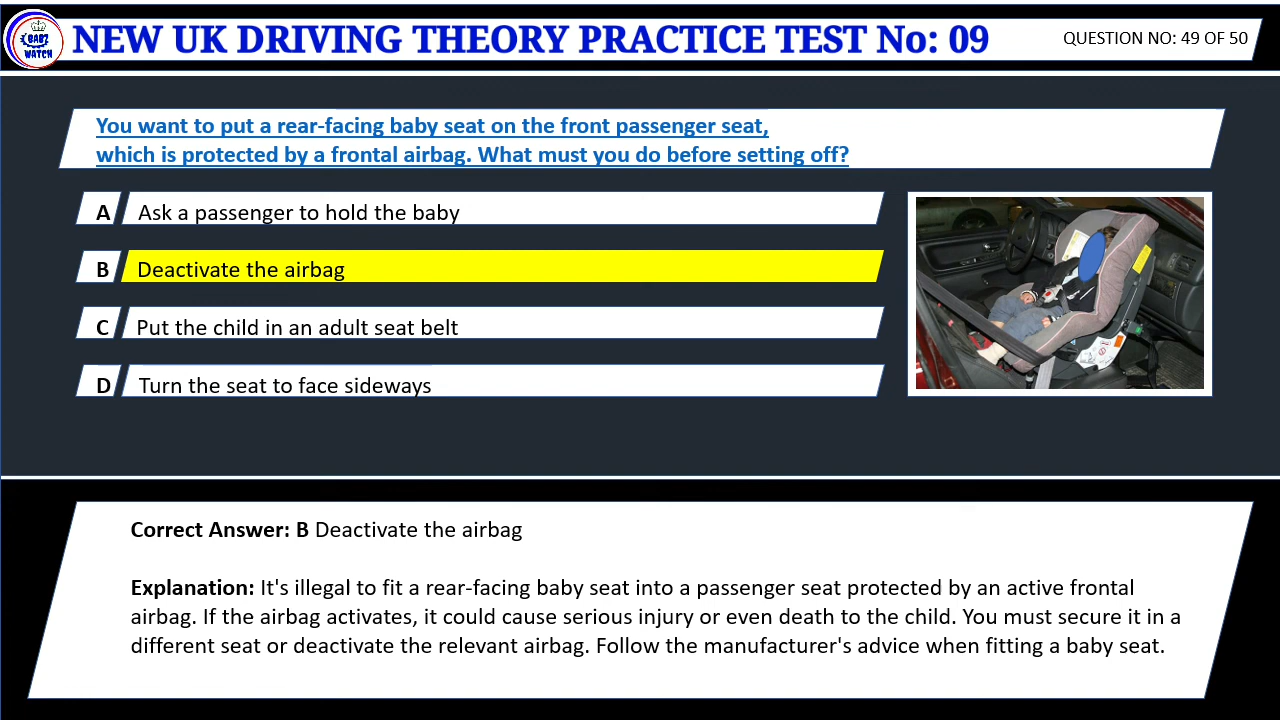 BABZ
WATCH
NEW UK DRIVING THEORY PRACTICE TEST No: 09
QUESTION NO: 49 OF 50
You want to put a rear-facing baby seat on the front passenger seat,
which is protected by a frontal airbag. What must you do before setting off?
A Ask a passenger to hold the baby
B Deactivate the airbag
C Put the child in an adult seat belt
D Turn the seat to face sideways
Correct Answer: B Deactivate the airbag
Explanation: It's illegal to fit a rear-facing baby seat into a passenger seat protected by an active frontal
airbag. If the airbag activates, it could cause serious injury or even death to the child. You must secure it in a
different seat or deactivate the relevant airbag. Follow the manufacturer's advice when fitting a baby seat.